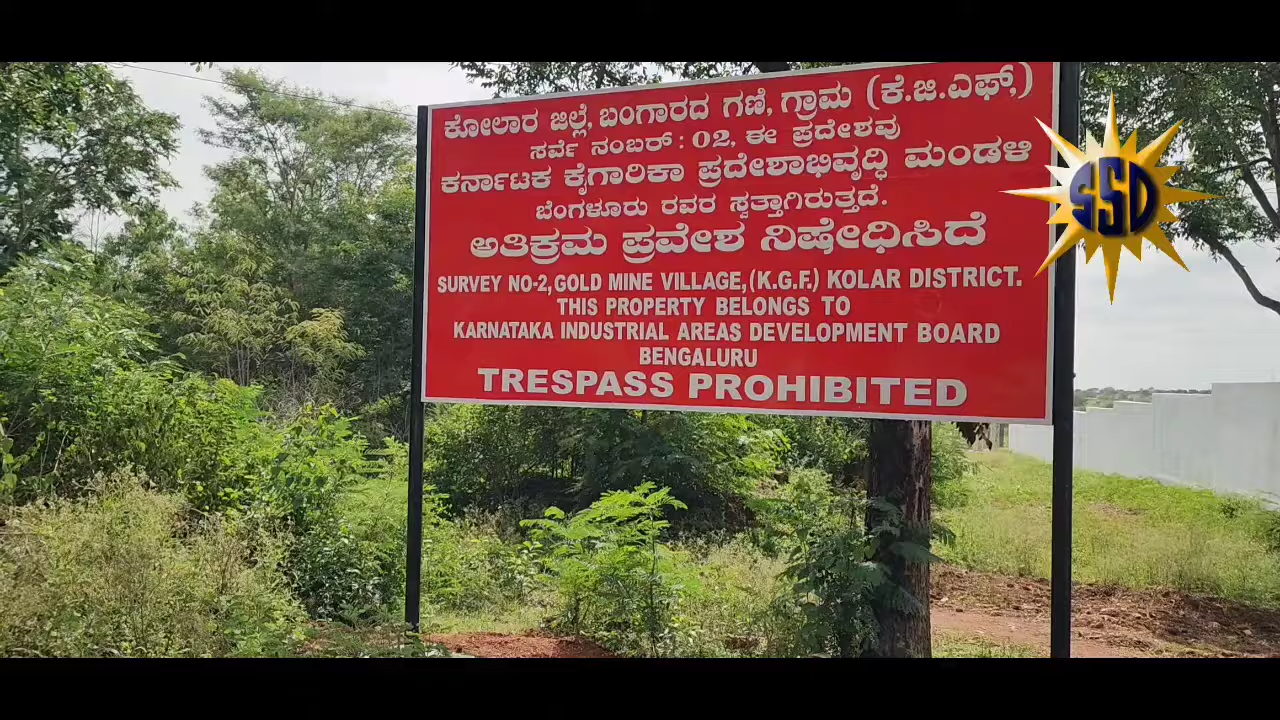 ಕೋಲಾರ ಜಿಲ್ಲೆ, ಬಂಗಾರದ ಗಣಿ, ಗ್ರಾಮ (ಕೆ.ಜಿ.ಎಫ್,)
ಸರ್ವೆ ನಂಬರ್ : 02, ಈ ಪ್ರದೇಶವು
ಕರ್ನಾಟಕ ಕೈಗಾರಿಕಾ ಪ್ರದೇಶಾಭಿವೃದ್ಧಿ ಮಂಡಳಿ
ಬೆಂಗಳೂರು ರವರ ಸ್ವತ್ತಾಗಿರುತ್ತದೆ.
ಅತಿಕ್ರಮ ಪ್ರವೇಶ ನಿಷೇಧಿಸಿದೆ
SURVEY NO-2, GOLD MINE VILLAGE, (K.G.F.) KOLAR DISTRICT.
THIS PROPERTY BELONGS TO
KARNATAKA INDUSTRIAL AREAS DEVELOPMENT BOARD
BENGALURU
TRESPASS PROHIBITED
SSD